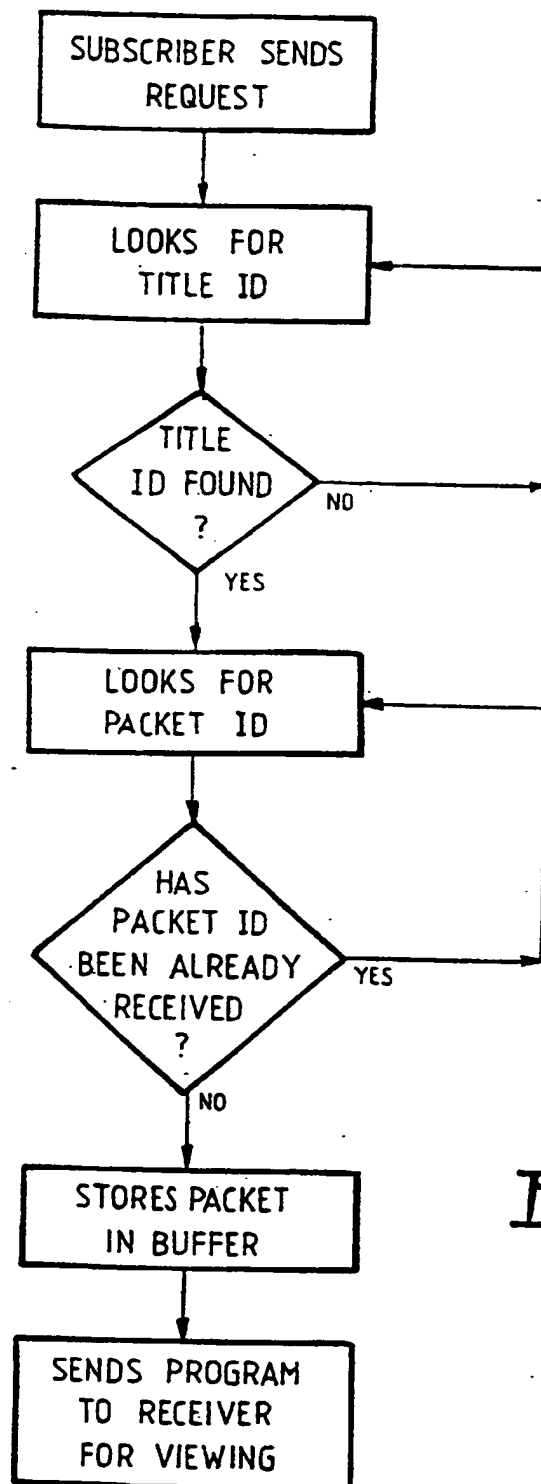 SUBSCRIBER SENDS
REQUEST
LOOKS FOR
TITLE ID
TITLE
ID FOUND
?
NO
YES
LOOKS FOR
PACKET ID
HAS
PACKET ID
BEEN ALREADY
RECEIVED
?
YES
NO
STORES PACKET
IN BUFFER
SENDS PROGRAM
TO RECEIVER
FOR VIEWING